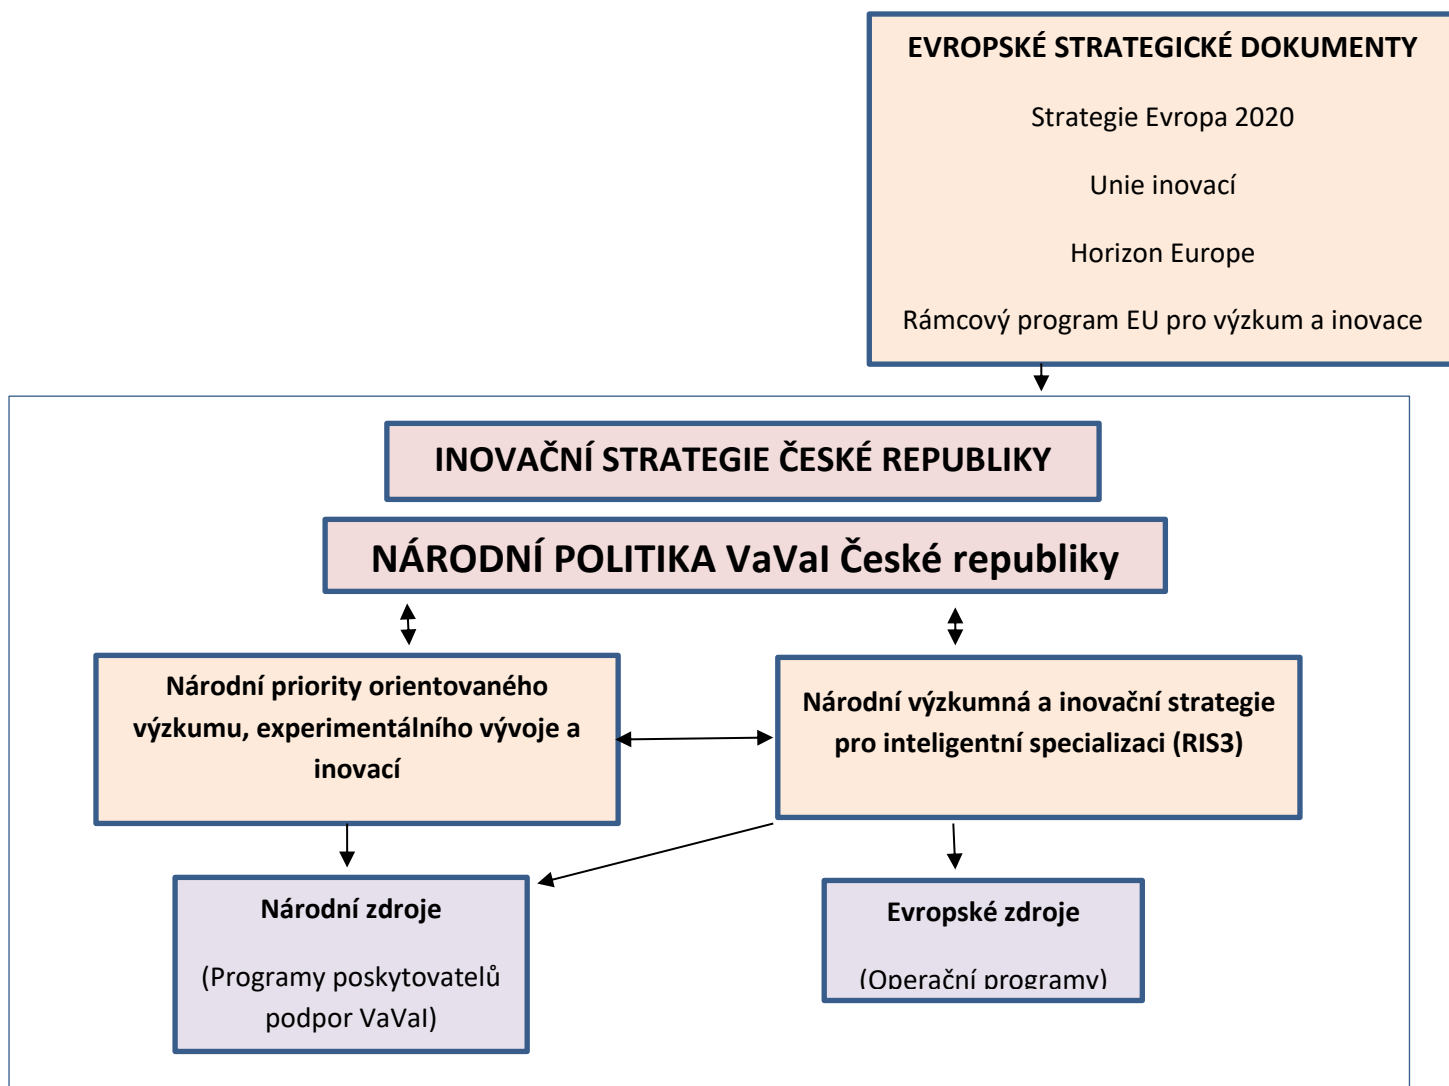 EVROPSKÉ STRATEGICKÉ DOKUMENTY
Strategie Evropa 2020
Unie inovací
Horizon Europe
Rámcový program EU pro výzkum a inovace
INOVAČNÍ STRATEGIE ČESKÉ REPUBLIKY
NÁRODNÍ POLITIKA VaVaI České republiky
Národní priority orientovaného
výzkumu, experimentálního vývoje a
inovací
Národní výzkumná a inovační strategie
pro inteligentní specializaci (RIS3)
Národní zdroje
(Programy poskytovatelů
podpor VaVaI)
Evropské zdroje
(Operační programy)